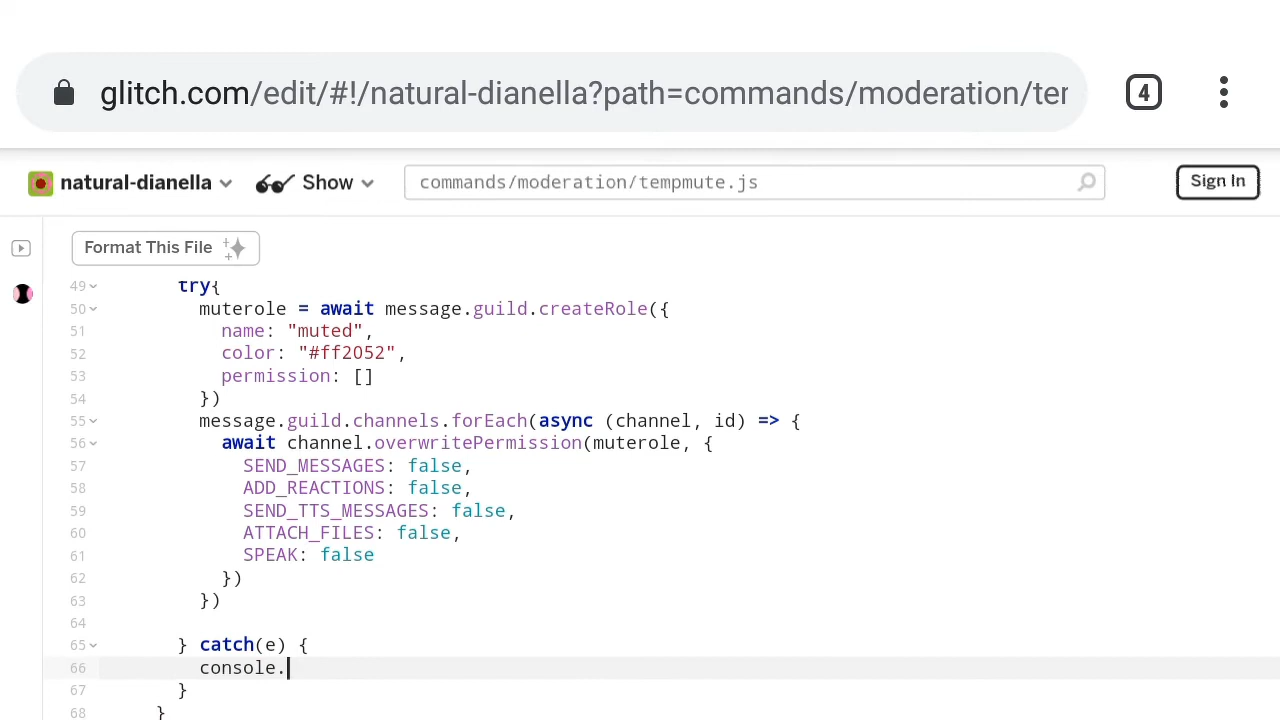 glitch.com/edit/#!/natural-dianella?path=commands/moderation/ter
4
natural-dianella
Show
commands/moderation/tempmute.js
Sign In
Format This File
49 try{
50 muterole = await message.guild.createRole({
51 name: "muted",
52 color: "#ff2052",
53 permission: []
54 })
55 message.guild.channels.forEach(async (channel, id) => {
56 await channel.overwritePermission(muterole, {
57 SEND_MESSAGES: false,
58 ADD_REACTIONS: false,
59 SEND_TTS_MESSAGES: false,
60 ATTACH_FILES: false,
61 SPEAK: false
62 })
63 })
64
65 } catch(e) {
66 console.
67 }
68 }